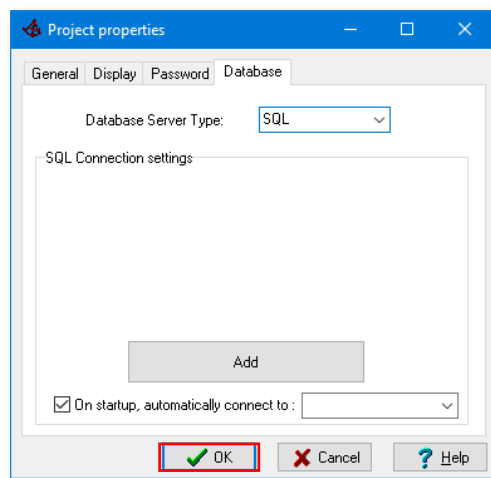 Project properties
General Display Password Database
Database Server Type: SQL
SQL Connection settings
Add
On startup, automatically connect to :
OK Cancel ? Help